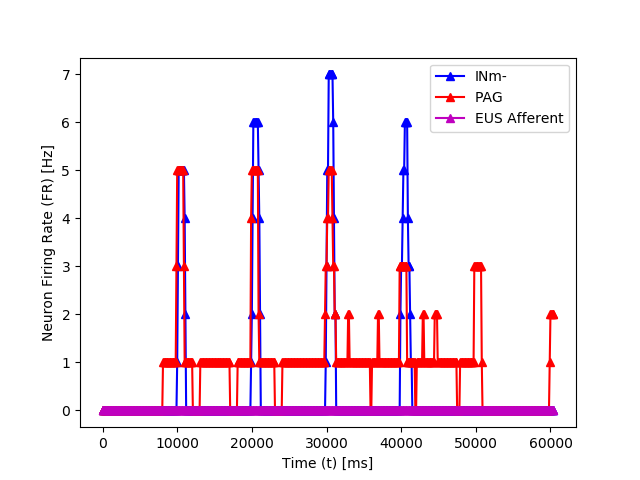 7
6
5
4
3
2
1
0
Neuron Firing Rate (FR) [Hz]
INm-
PAG
EUS Afferent
0 10000 20000 30000 40000 50000 60000
Time (t) [ms]